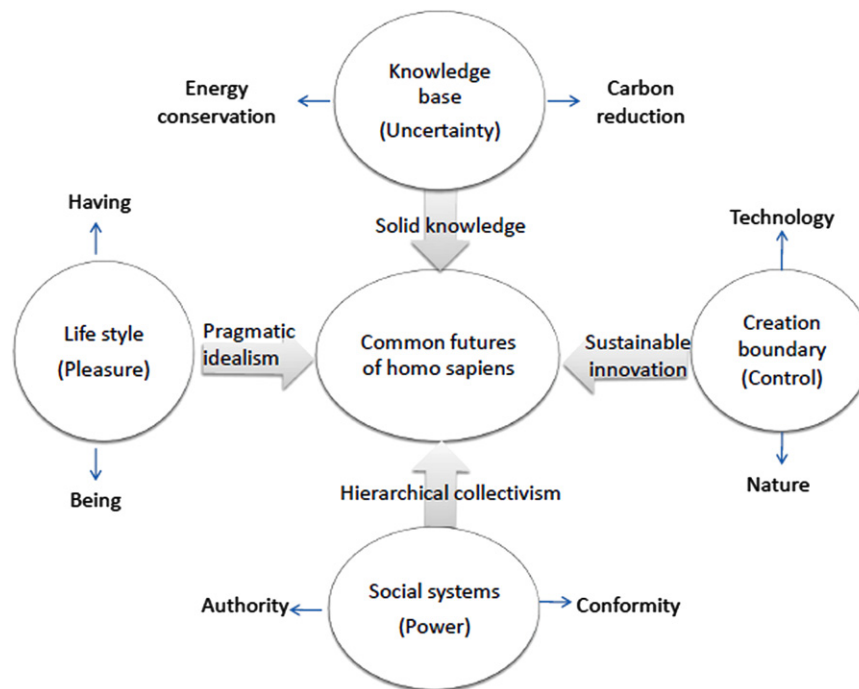 Knowledge
base
(Uncertainty)
Energy
conservation
Carbon
reduction
Solid knowledge
Having
Life style
(Pleasure)
Being
Pragmatic
idealism
Common futures
of homo sapiens
Sustainable
innovation
Technology
Creation
boundary
(Control)
Nature
Hierarchical collectivism
Authority
Social systems
(Power)
Conformity